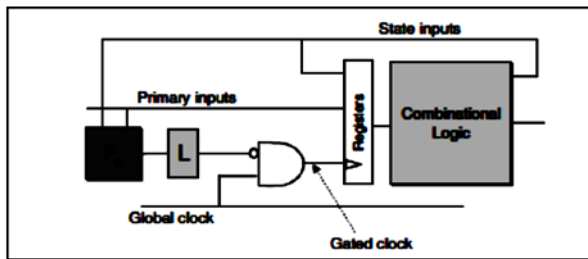 State inputs
Primary inputs
Registers
Combinational
Logic
L
Global clock
Gated clock